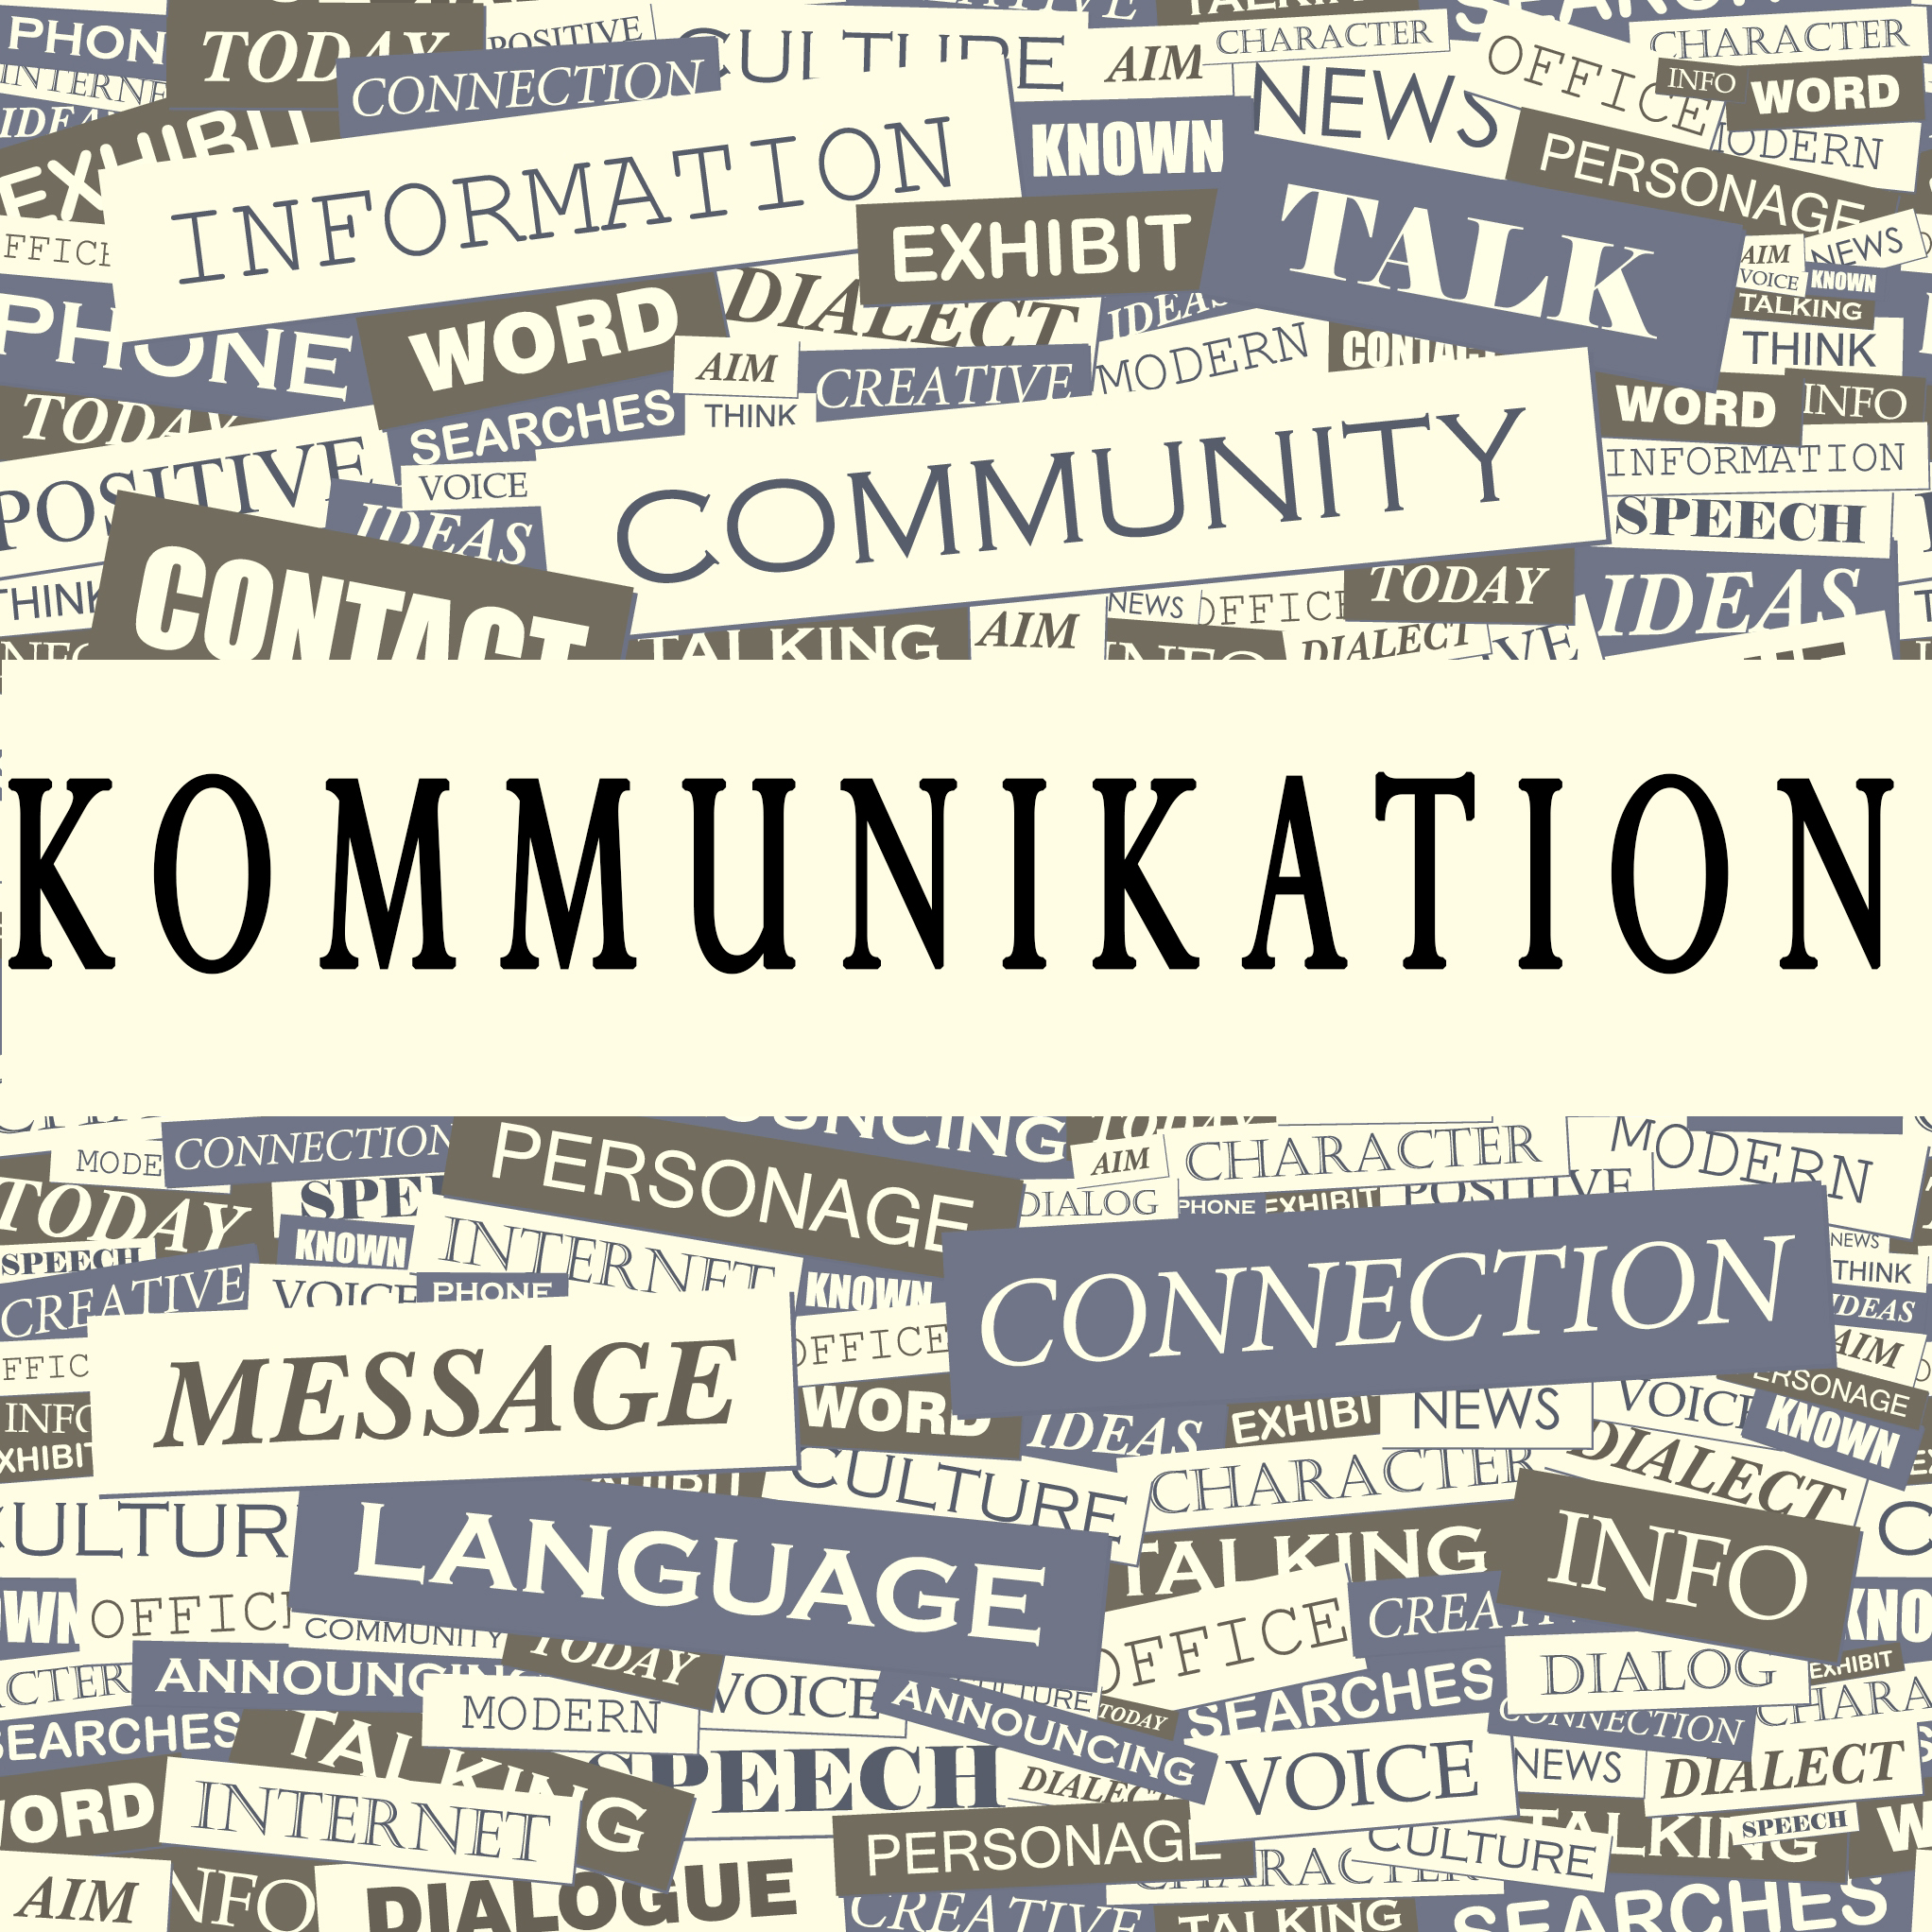 PHON
TODAY
POSITIVE
CULTURE
AIM
CHARACTER
OFFICE
CHARACTER
INTERNE
CONNECTION
NEWS
INFO
WORD
IDEA
EXHIBIT
INFORMATION
KNOWN
PERSONAGE
MODERN
EXHIBIT
TALK
AIM
NEWS
VOICE
KNOWN
TALKING
PHONE
WORD
DIALECT
IDEAS
THINK
AIM
CREATIVE
MODERN
CONTACT
TODAY
SEARCHES
THINK
WORD
INFO
POSITIVE
VOICE
COMMUNITY
INFORMATION
IDEAS
SPEECH
CONTACT
THINK
NEWS
OFFICE
TODAY
IDEAS
TALKING
AIM
INFO
DIALECT
KOMMUNIKATION
MODE
CONNECTION
PERSONAGE
TODAY
AIM
CHARACTER
MODERN
TODAY
SPE
DIALOG
PHONE
EXHIBIT
POSITIVE
SPEECH
KNOWN
INTERNET
CONNECTION
NEWS
THINK
CREATIVE
VOICE
PHONE
KNOWN
IDEAS
MESSAGE
OFFICE
AIM
INFO
WORD
IDEAS
EXHIBI
NEWS
VOICE
PERSONAGE
KNOWN
EXHIBIT
CULTURE
CHARACTER
DIALECT
CULTUR
LANGUAGE
TALKING
INFO
OFFICE
COMMUNITY
TODAY
OFFICE
CREATI
ANNOUNCING
MODERN
VOICE
CULTURE
TODAY
SEARCHES
DIALOG
EXHIBIT
SEARCHES
TALKING
ANNOUNCING
CONNECTION
WORD
INTERNET
SPEECH
DIALECT
VOICE
NEWS
DIALECT
PERSONAGE
CULTURE
TALKING
SPEECH
AIM
INFO
DIALOGUE
CREATIVE
CHARACTER
TALKING
SEARCHES